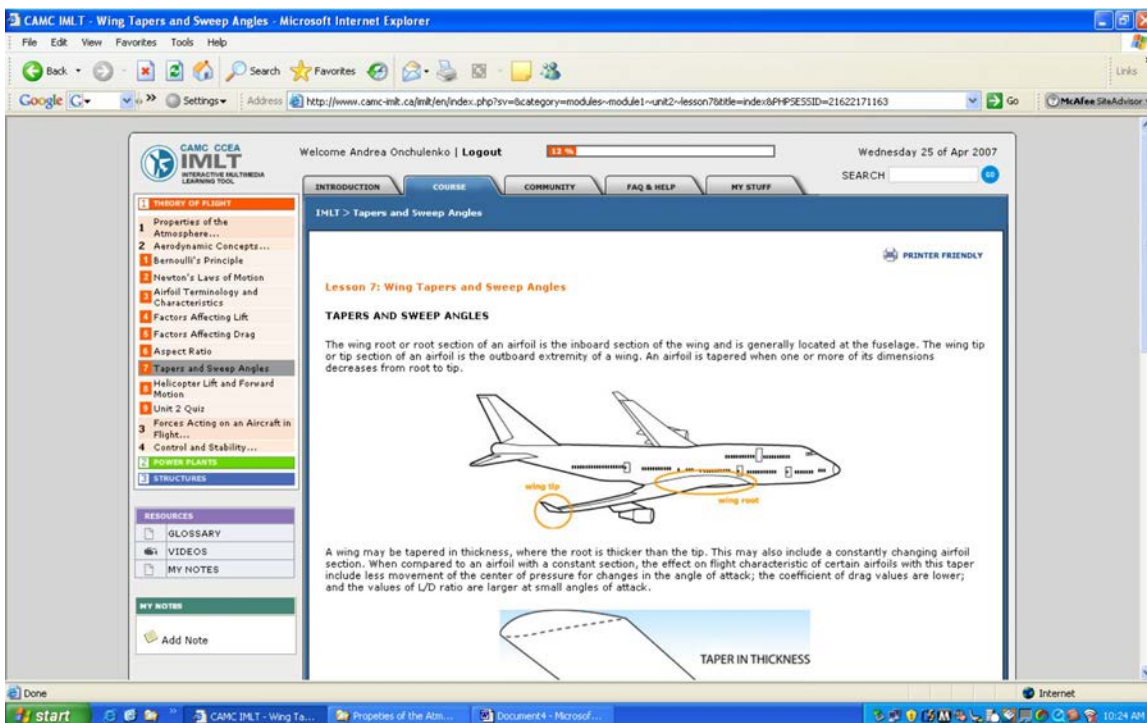 CAMC IMLT - Wing Tapers and Sweep Angles - Microsoft Internet Explorer
File Edit View Favorites Tools Help
Links
Back Search Favorites
Google Settings Address http://www.camc-imlt.ca/imlt/en/index.php?sv=&category=modules~module1~unit2~lesson7&title=index&PHPSESSID=21622171163 Go McAfee SiteAdvisor
CAMC CCEA
IMLT
INTERACTIVE MULTIMEDIA
LEARNING TOOL
Welcome Andrea Onchulenko | Logout 12 % Wednesday 25 of Apr 2007
SEARCH GO
INTRODUCTION COURSE COMMUNITY FAQ & HELP MY STUFF
IMLT > Tapers and Sweep Angles
1 THEORY OF FLIGHT
1 Properties of the
Atmosphere...
2 Aerodynamic Concepts...
1 Bernoulli's Principle
2 Newton's Laws of Motion
3 Airfoil Terminology and
Characteristics
4 Factors Affecting Lift
5 Factors Affecting Drag
6 Aspect Ratio
7 Tapers and Sweep Angles
8 Helicopter Lift and Forward
Motion
9 Unit 2 Quiz
3 Forces Acting on an Aircraft in
Flight...
4 Control and Stability...
2 POWER PLANTS
3 STRUCTURES
RESOURCES
GLOSSARY
VIDEOS
MY NOTES
MY NOTES
Add Note
PRINTER FRIENDLY
Lesson 7: Wing Tapers and Sweep Angles
TAPERS AND SWEEP ANGLES
The wing root or root section of an airfoil is the inboard section of the wing and is generally located at the fuselage. The wing tip
or tip section of an airfoil is the outboard extremity of a wing. An airfoil is tapered when one or more of its dimensions
decreases from root to tip.
wing tip
wing root
A wing may be tapered in thickness, where the root is thicker than the tip. This may also include a constantly changing airfoil
section. When compared to an airfoil with a constant section, the effect on flight characteristic of certain airfoils with this taper
include less movement of the center of pressure for changes in the angle of attack; the coefficient of drag values are lower;
and the values of L/D ratio are larger at small angles of attack.
TAPER IN THICKNESS
Done Internet
start CAMC IMLT - Wing Ta... Propeties of the Atm... Document4 - Microsof... 10:24 AM